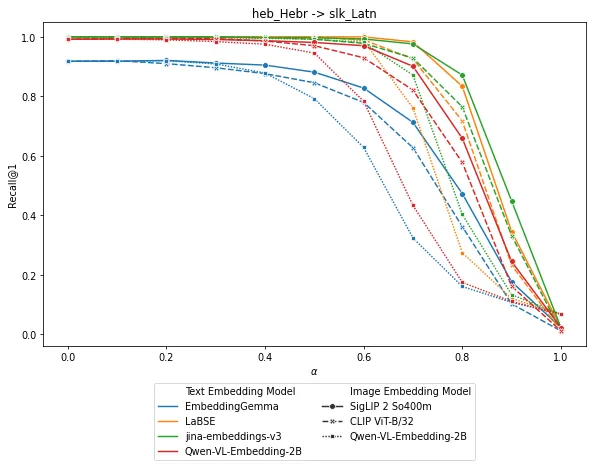 heb_Hebr -> slk_Latn
Recall@1
1.0
0.8
0.6
0.4
0.2
0.0
0.0 0.2 0.4 0.6 0.8 1.0
α
Text Embedding Model
EmbeddingGemma
LaBSE
jina-embeddings-v3
Qwen-VL-Embedding-2B
Image Embedding Model
SigLIP 2 So400m
CLIP ViT-B/32
Qwen-VL-Embedding-2B